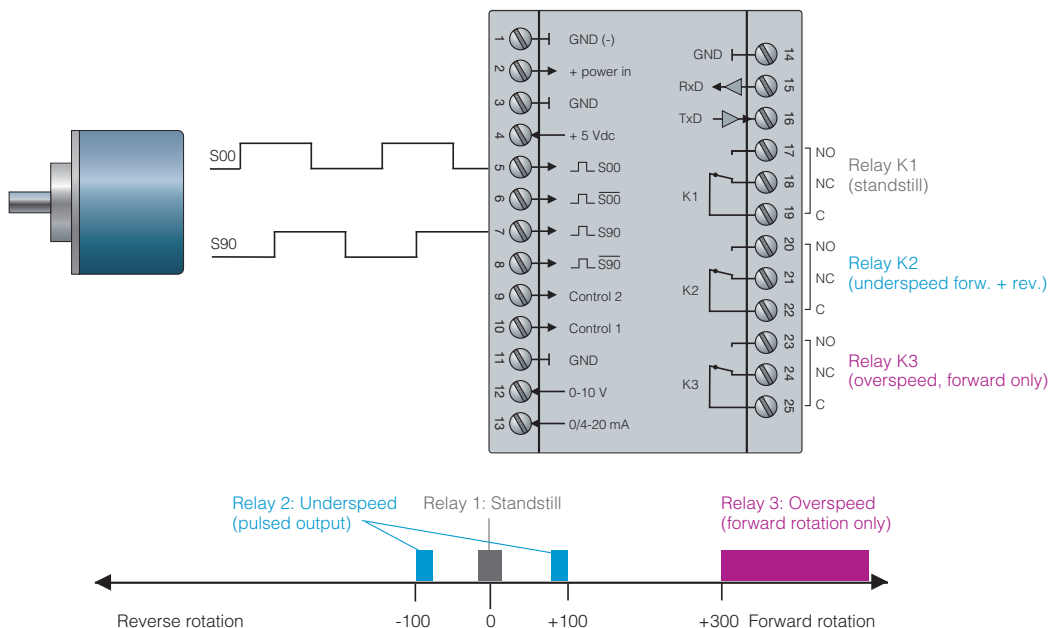 S00
S90
1 GND (-)
2 + power in
3 GND
4 + 5 Vdc
5 S00
6 S̅0̅0̅
7 S90
8 S̅9̅0̅
9 Control 2
10 Control 1
11 GND
12 0-10 V
13 0/4-20 mA
GND 14
RxD 15
TxD 16
17 NO
18 NC
K1
19 C
20 NO
21 NC
K2
22 C
23 NO
24 NC
K3
25 C
Relay K1
(standstill)
Relay K2
(underspeed forw. + rev.)
Relay K3
(overspeed, forward only)
Relay 2: Underspeed
(pulsed output)
Relay 1: Standstill
Relay 3: Overspeed
(forward rotation only)
Reverse rotation -100 0 +100 +300 Forward rotation